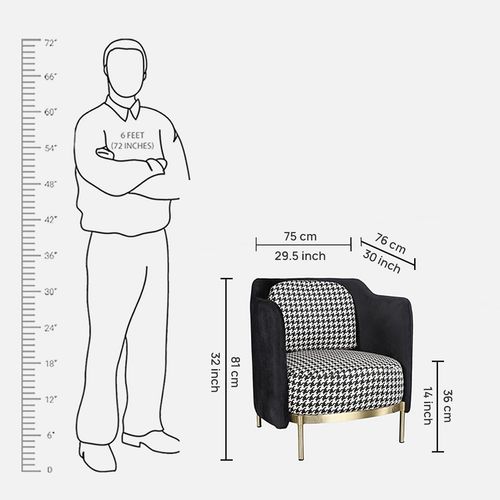 72"
66"
60"
54"
48"
42"
36"
30"
24"
18"
12"
6"
0
6 FEET
(72 INCHES)
75 cm
29.5 inch
76 cm
30 inch
81 cm
32 inch
36 cm
14 inch